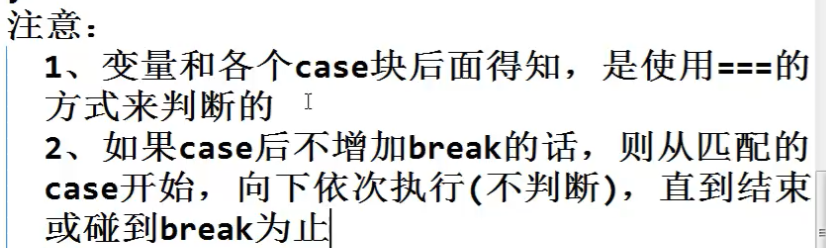 注意:
1、变量和各个case块后面得知，是使用===的
方式来判断的
2、如果case后不增加break的话，则从匹配的
case开始，向下依次执行(不判断)，直到结束
或碰到break为止